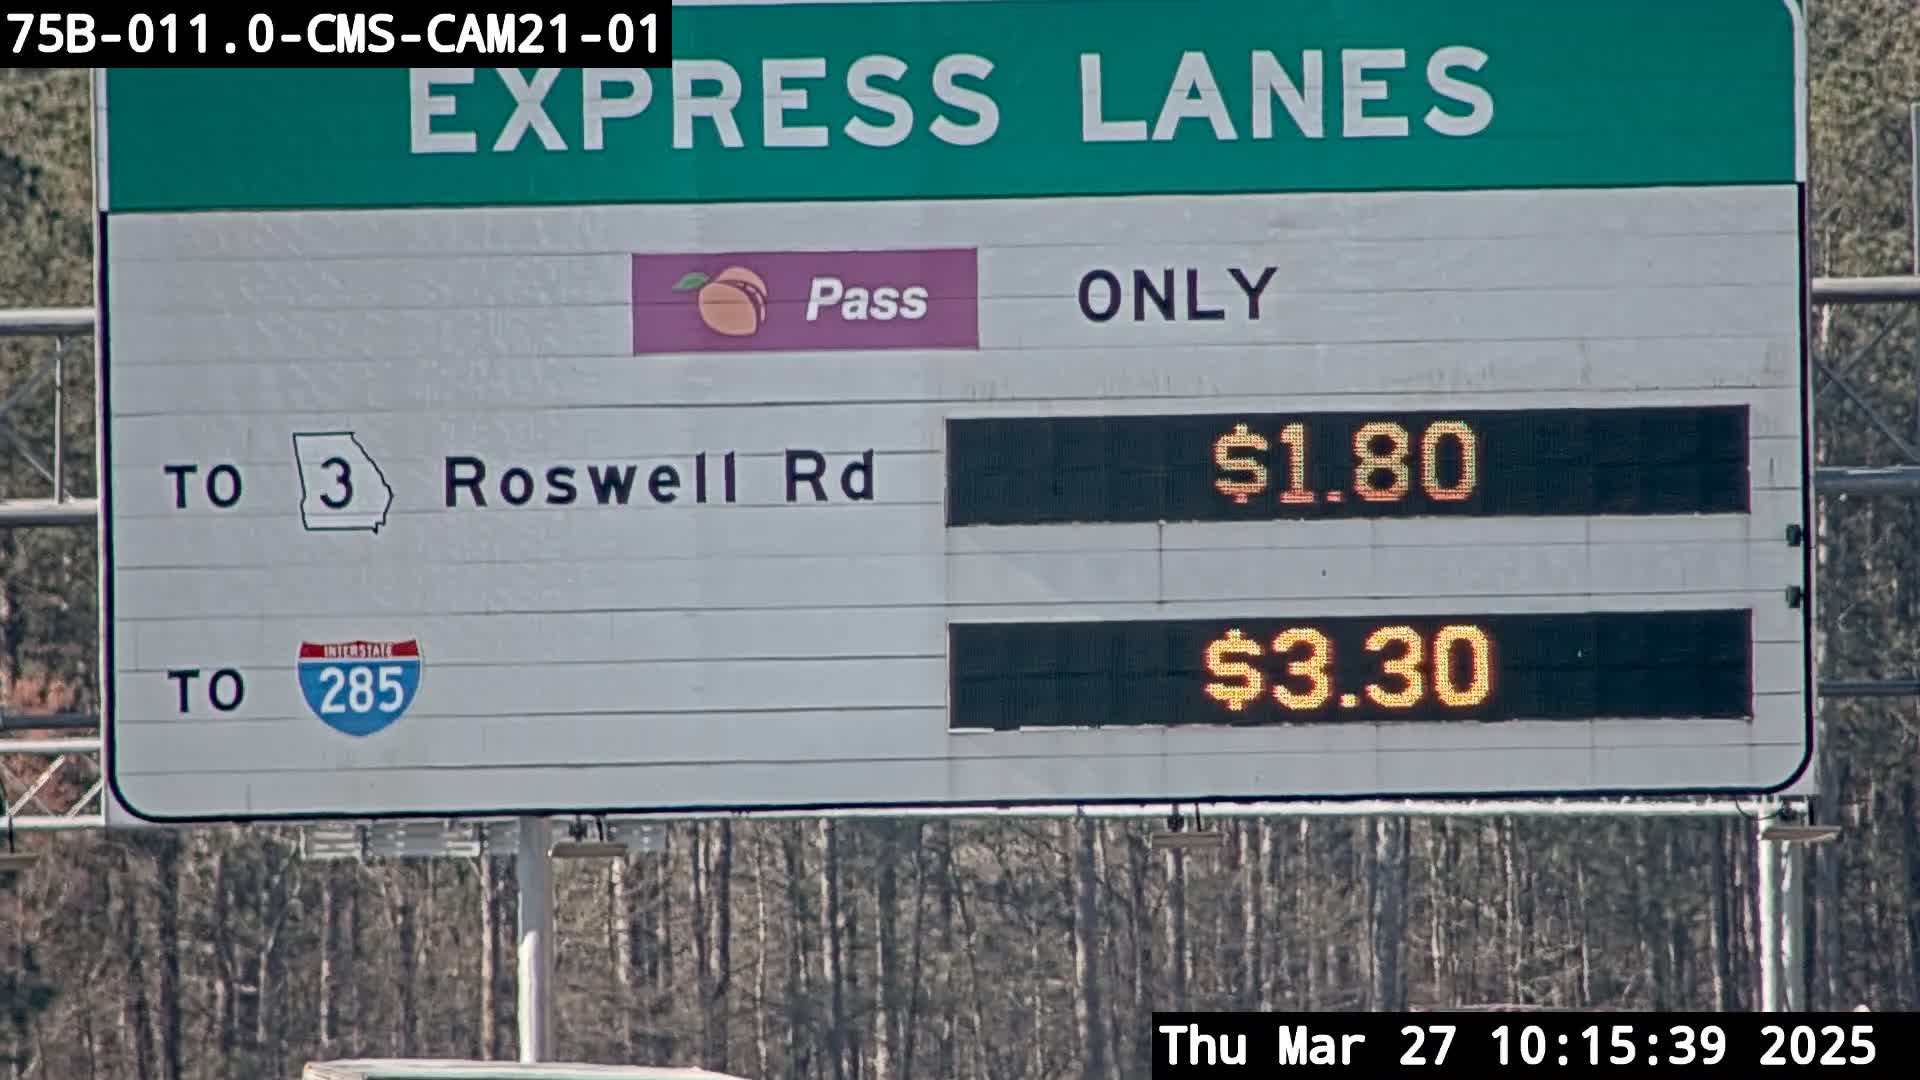 75B-011.0-CMS-CAM21-01
EXPRESS LANES
Pass ONLY
TO 3 Roswell Rd $1.80
TO INTERSTATE 285 $3.30
Thu Mar 27 10:15:39 2025